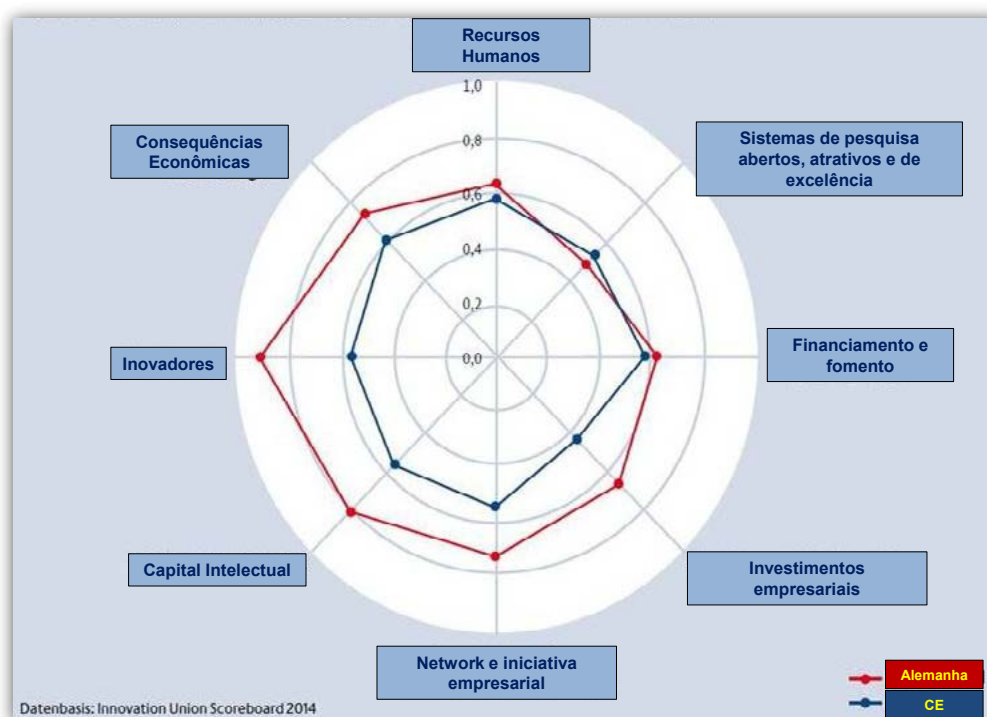 Recursos
Humanos
1,0
0,8
0,6
0,4
0,2
0,0
Consequências
Econômicas
Sistemas de pesquisa
abertos, atrativos e de
excelência
Inovadores
Financiamento e
fomento
Capital Intelectual
Investimentos
empresariais
Network e iniciativa
empresarial
Alemanha
CE
Datenbasis: Innovation Union Scoreboard 2014